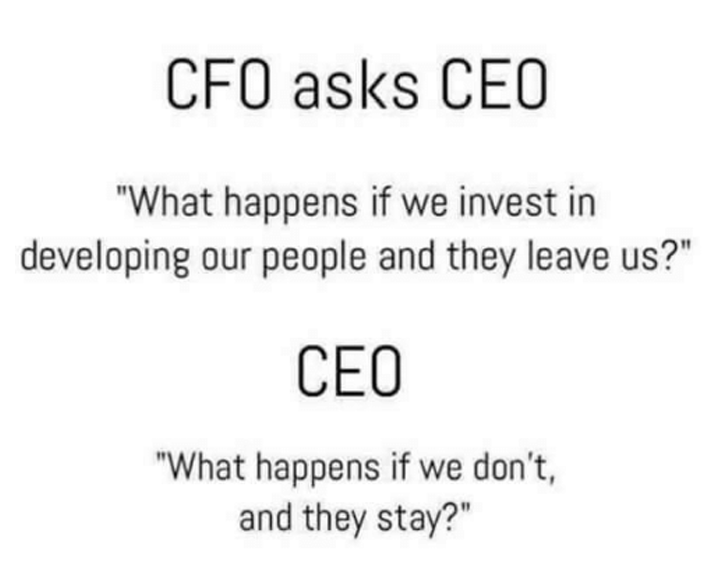 CFO asks CEO
"What happens if we invest in
developing our people and they leave us?"
CEO
"What happens if we don't,
and they stay?"